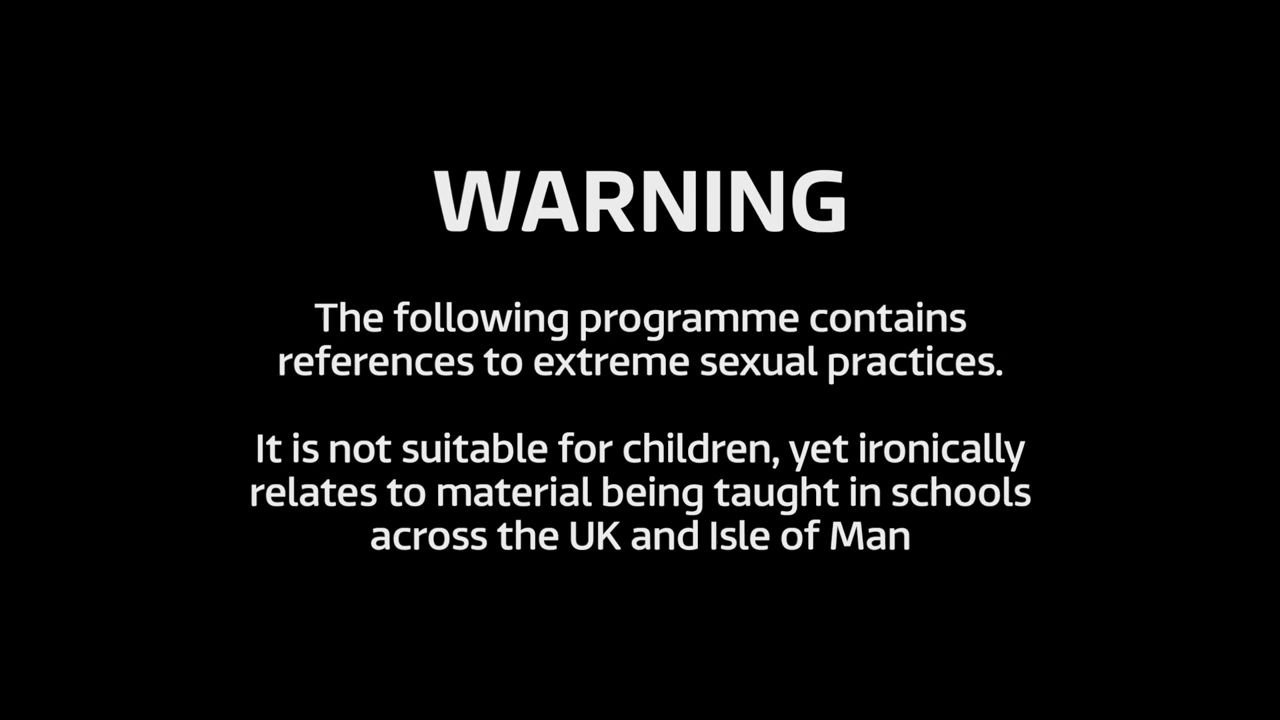 WARNING
The following programme contains
references to extreme sexual practices.
It is not suitable for children, yet ironically
relates to material being taught in schools
across the UK and Isle of Man